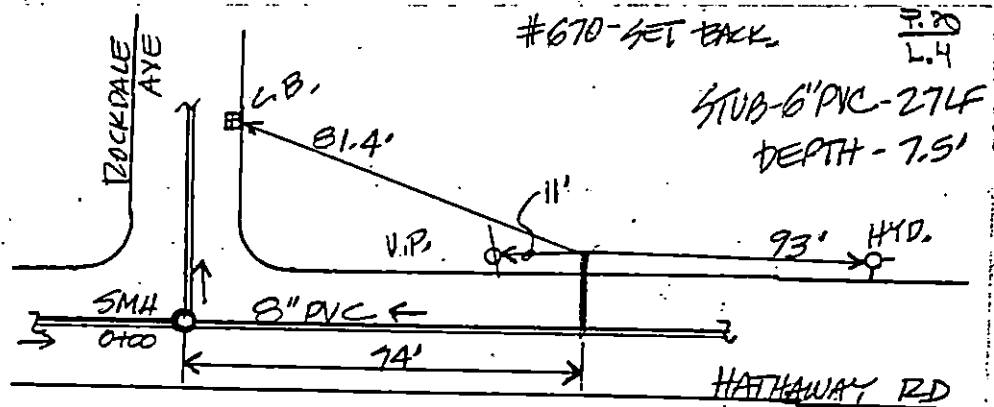 #670-SET BACK.
P.20
L.4
STUB-6"PVC-27LF
DEPTH-7.5'
ROCKDALE
AVE
C.B.
81.4'
11'
U.P.
93'
HYD.
SMH
0+00
8"PVC
74'
HATHAWAY RD